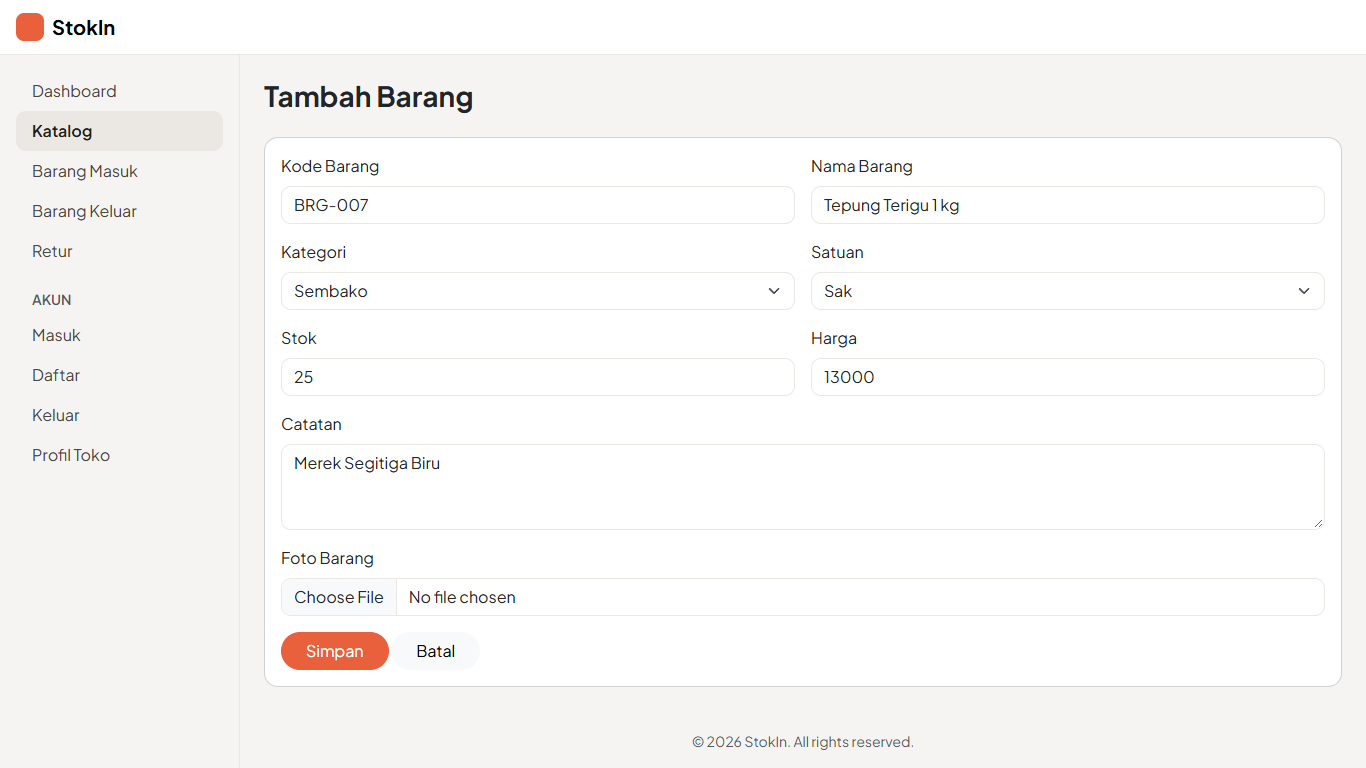 StokIn
Dashboard
Katalog
Barang Masuk
Barang Keluar
Retur
AKUN
Masuk
Daftar
Keluar
Profil Toko
Tambah Barang
Kode Barang
BRG-007
Nama Barang
Tepung Terigu 1 kg
Kategori
Sembako
Satuan
Sak
Stok
25
Harga
13000
Catatan
Merek Segitiga Biru
Foto Barang
Choose File No file chosen
Simpan Batal
© 2026 StokIn. All rights reserved.